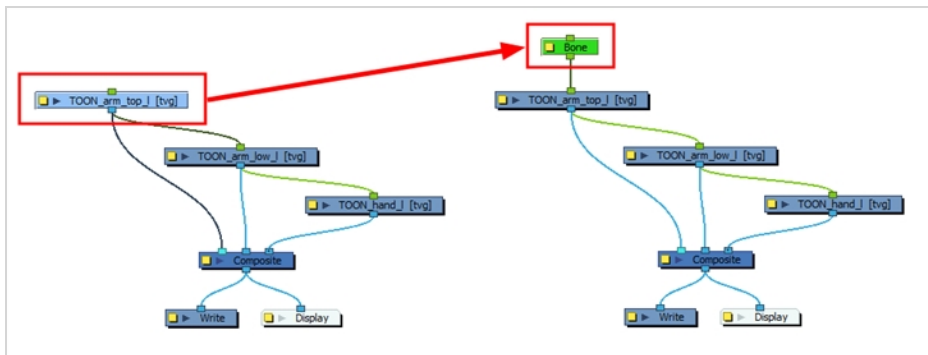 Bone
TOON_arm_top_l [tvg]
TOON_arm_top_l [tvg]
TOON_arm_low_l [tvg]
TOON_arm_low_l [tvg]
TOON_hand_l [tvg]
TOON_hand_l [tvg]
Composite
Composite
Write
Display
Write
Display